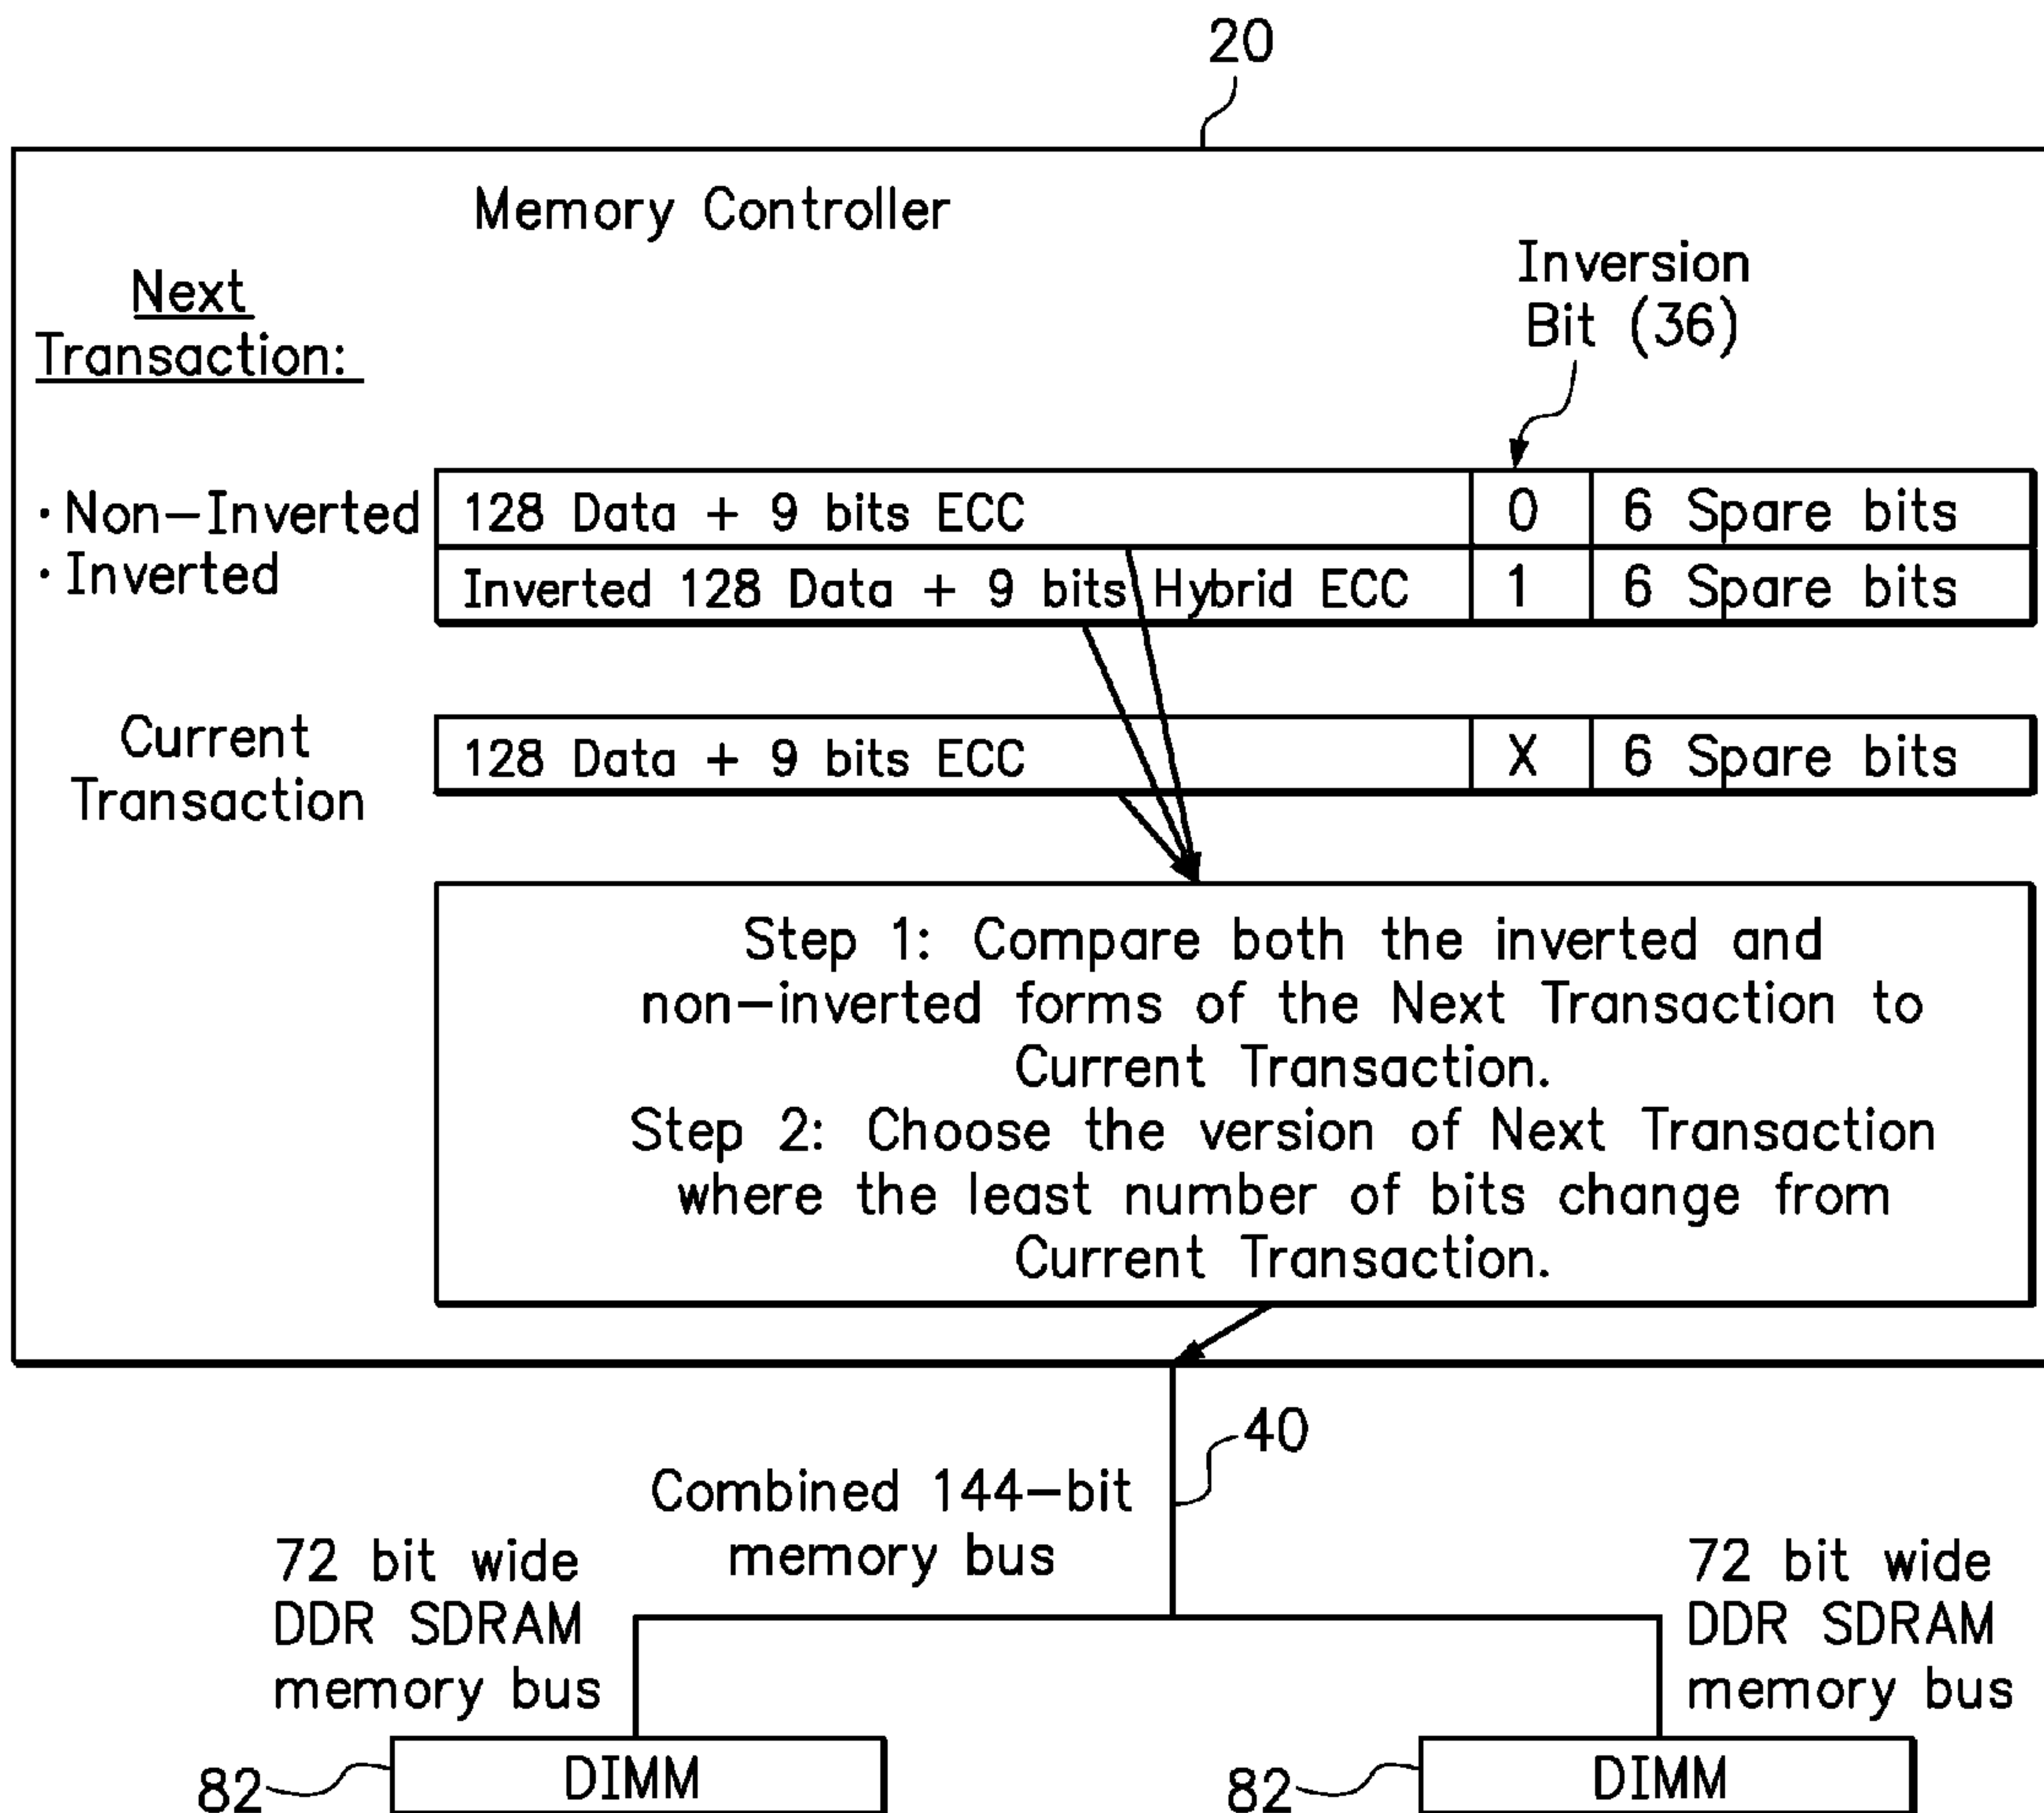 20
Memory Controller
Inversion
Bit (36)
Next
Transaction:
·Non-Inverted
128 Data + 9 bits ECC
0
6 Spare bits
·Inverted
Inverted 128 Data + 9 bits Hybrid ECC
1
6 Spare bits
Current
Transaction
128 Data + 9 bits ECC
X
6 Spare bits
Step 1: Compare both the inverted and
non-inverted forms of the Next Transaction to
Current Transaction.
Step 2: Choose the version of Next Transaction
where the least number of bits change from
Current Transaction.
40
Combined 144-bit
memory bus
72 bit wide
DDR SDRAM
memory bus
72 bit wide
DDR SDRAM
memory bus
82
DIMM
82
DIMM